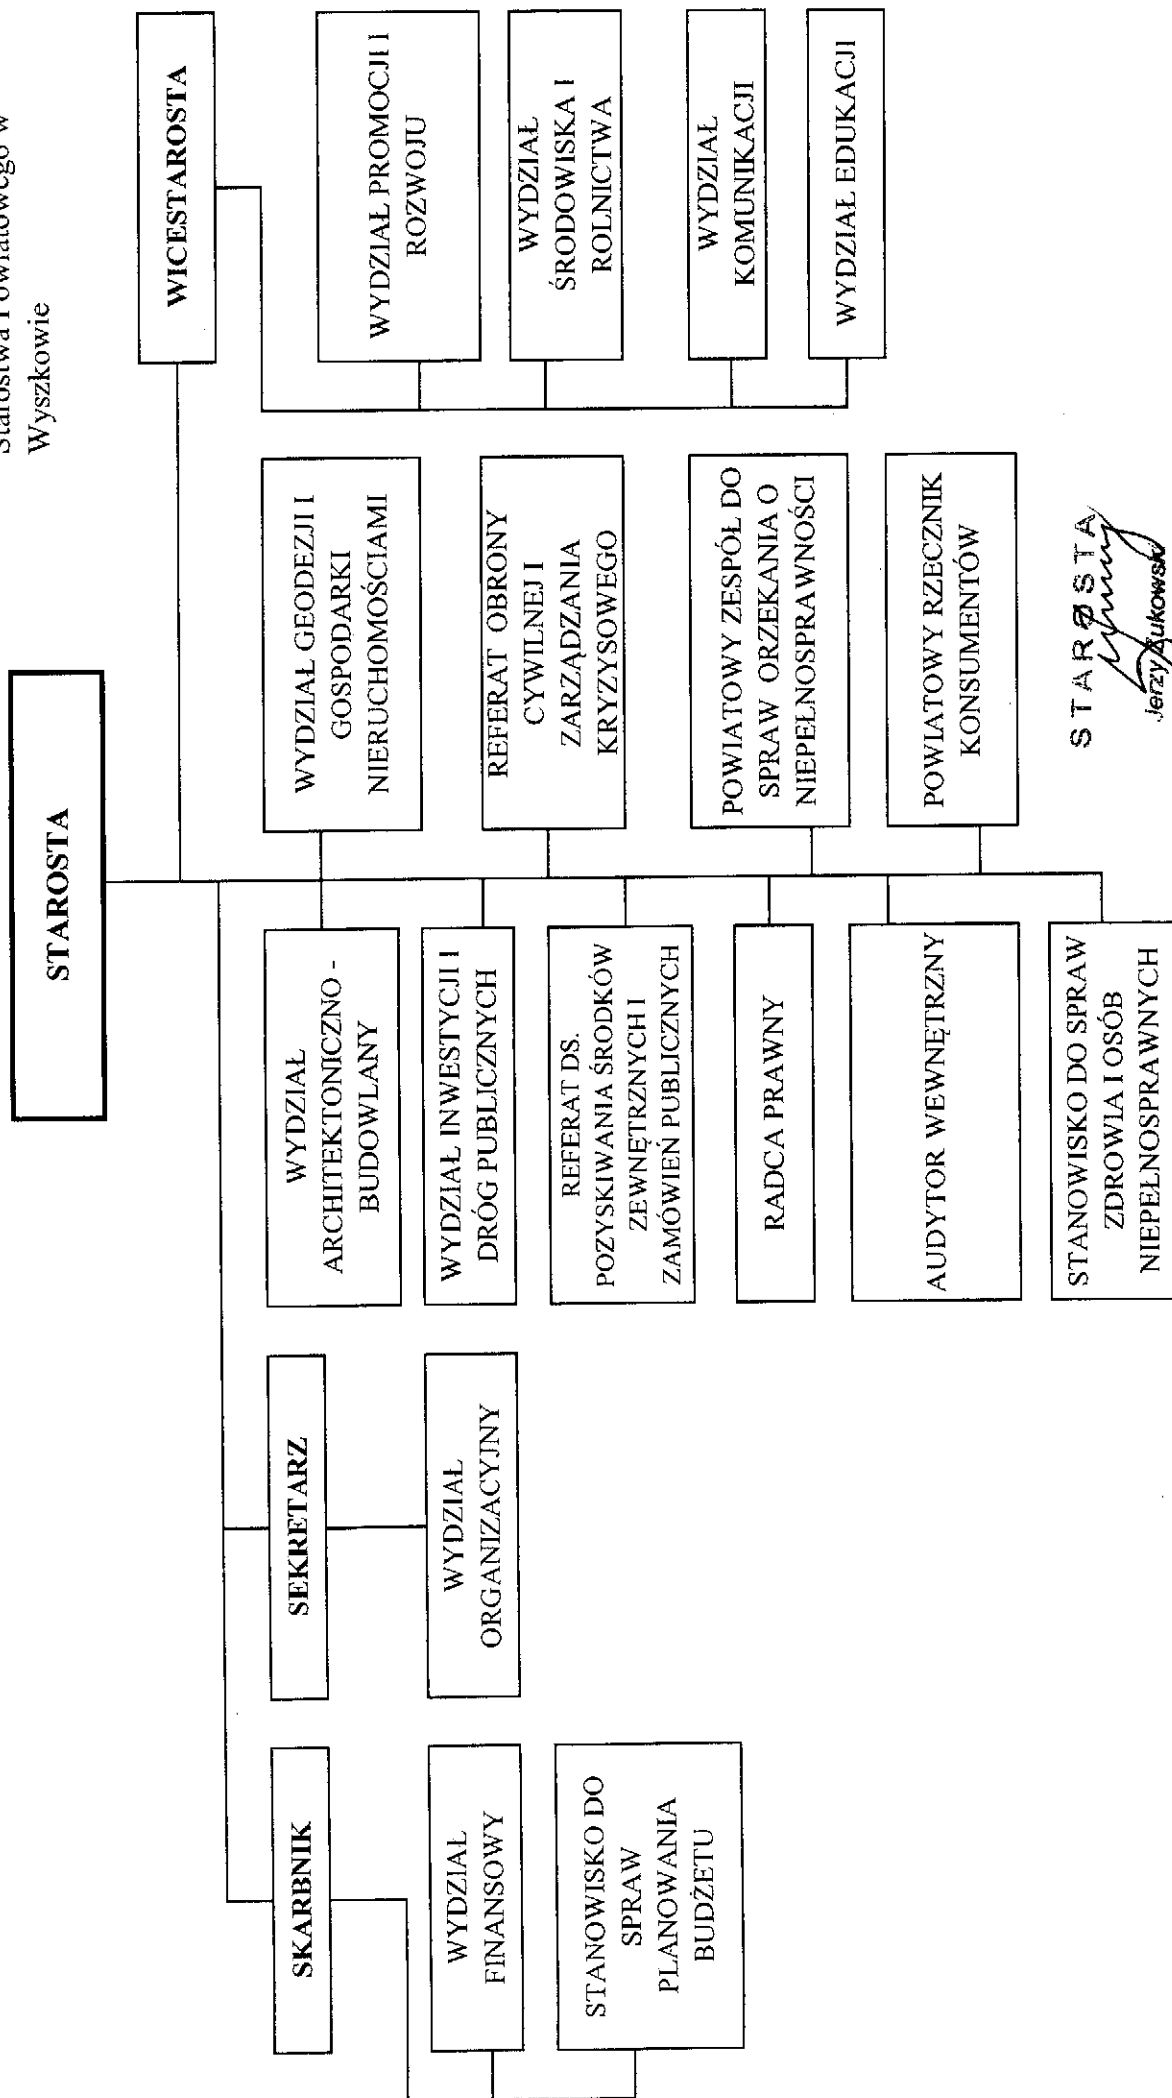 Starostwa Powiatowego w
Wyszkowie
STAROSTA
WICESTAROSTA
SKARBNIK
SEKRETARZ
WYDZIAŁ
FINANSOWY
STANOWISKO DO
SPRAW
PLANOWANIA
BUDŻETU
WYDZIAŁ
ORGANIZACYJNY
WYDZIAŁ
ARCHITEKTONICZNO -
BUDOWLANY
WYDZIAŁ INWESTYCJI I
DRÓG PUBLICZNYCH
REFERAT DS.
POZYSKIWANIA ŚRODKÓW
ZEWNĘTRZNYCH I
ZAMÓWIEŃ PUBLICZNYCH
RADCA PRAWNY
AUDYTOR WEWNĘTRZNY
STANOWISKO DO SPRAW
ZDROWIA I OSÓB
NIEPEŁNOSPRAWNYCH
WYDZIAŁ GEODEZJI I
GOSPODARKI
NIERUCHOMOŚCIAMI
REFERAT OBRONY
CYWILNEJ I
ZARZĄDZANIA
KRYZYSOWEGO
POWIATOWY ZESPÓŁ DO
SPRAW ORZEKANIA O
NIEPEŁNOSPRAWNOŚCI
POWIATOWY RZECZNIK
KONSUMENTÓW
WYDZIAŁ PROMOCJI I
ROZWOJU
WYDZIAŁ
ŚRODOWISKA I
ROLNICTWA
WYDZIAŁ
KOMUNIKACJI
WYDZIAŁ EDUKACJI
STAROSTA
Jerzy Żukowski